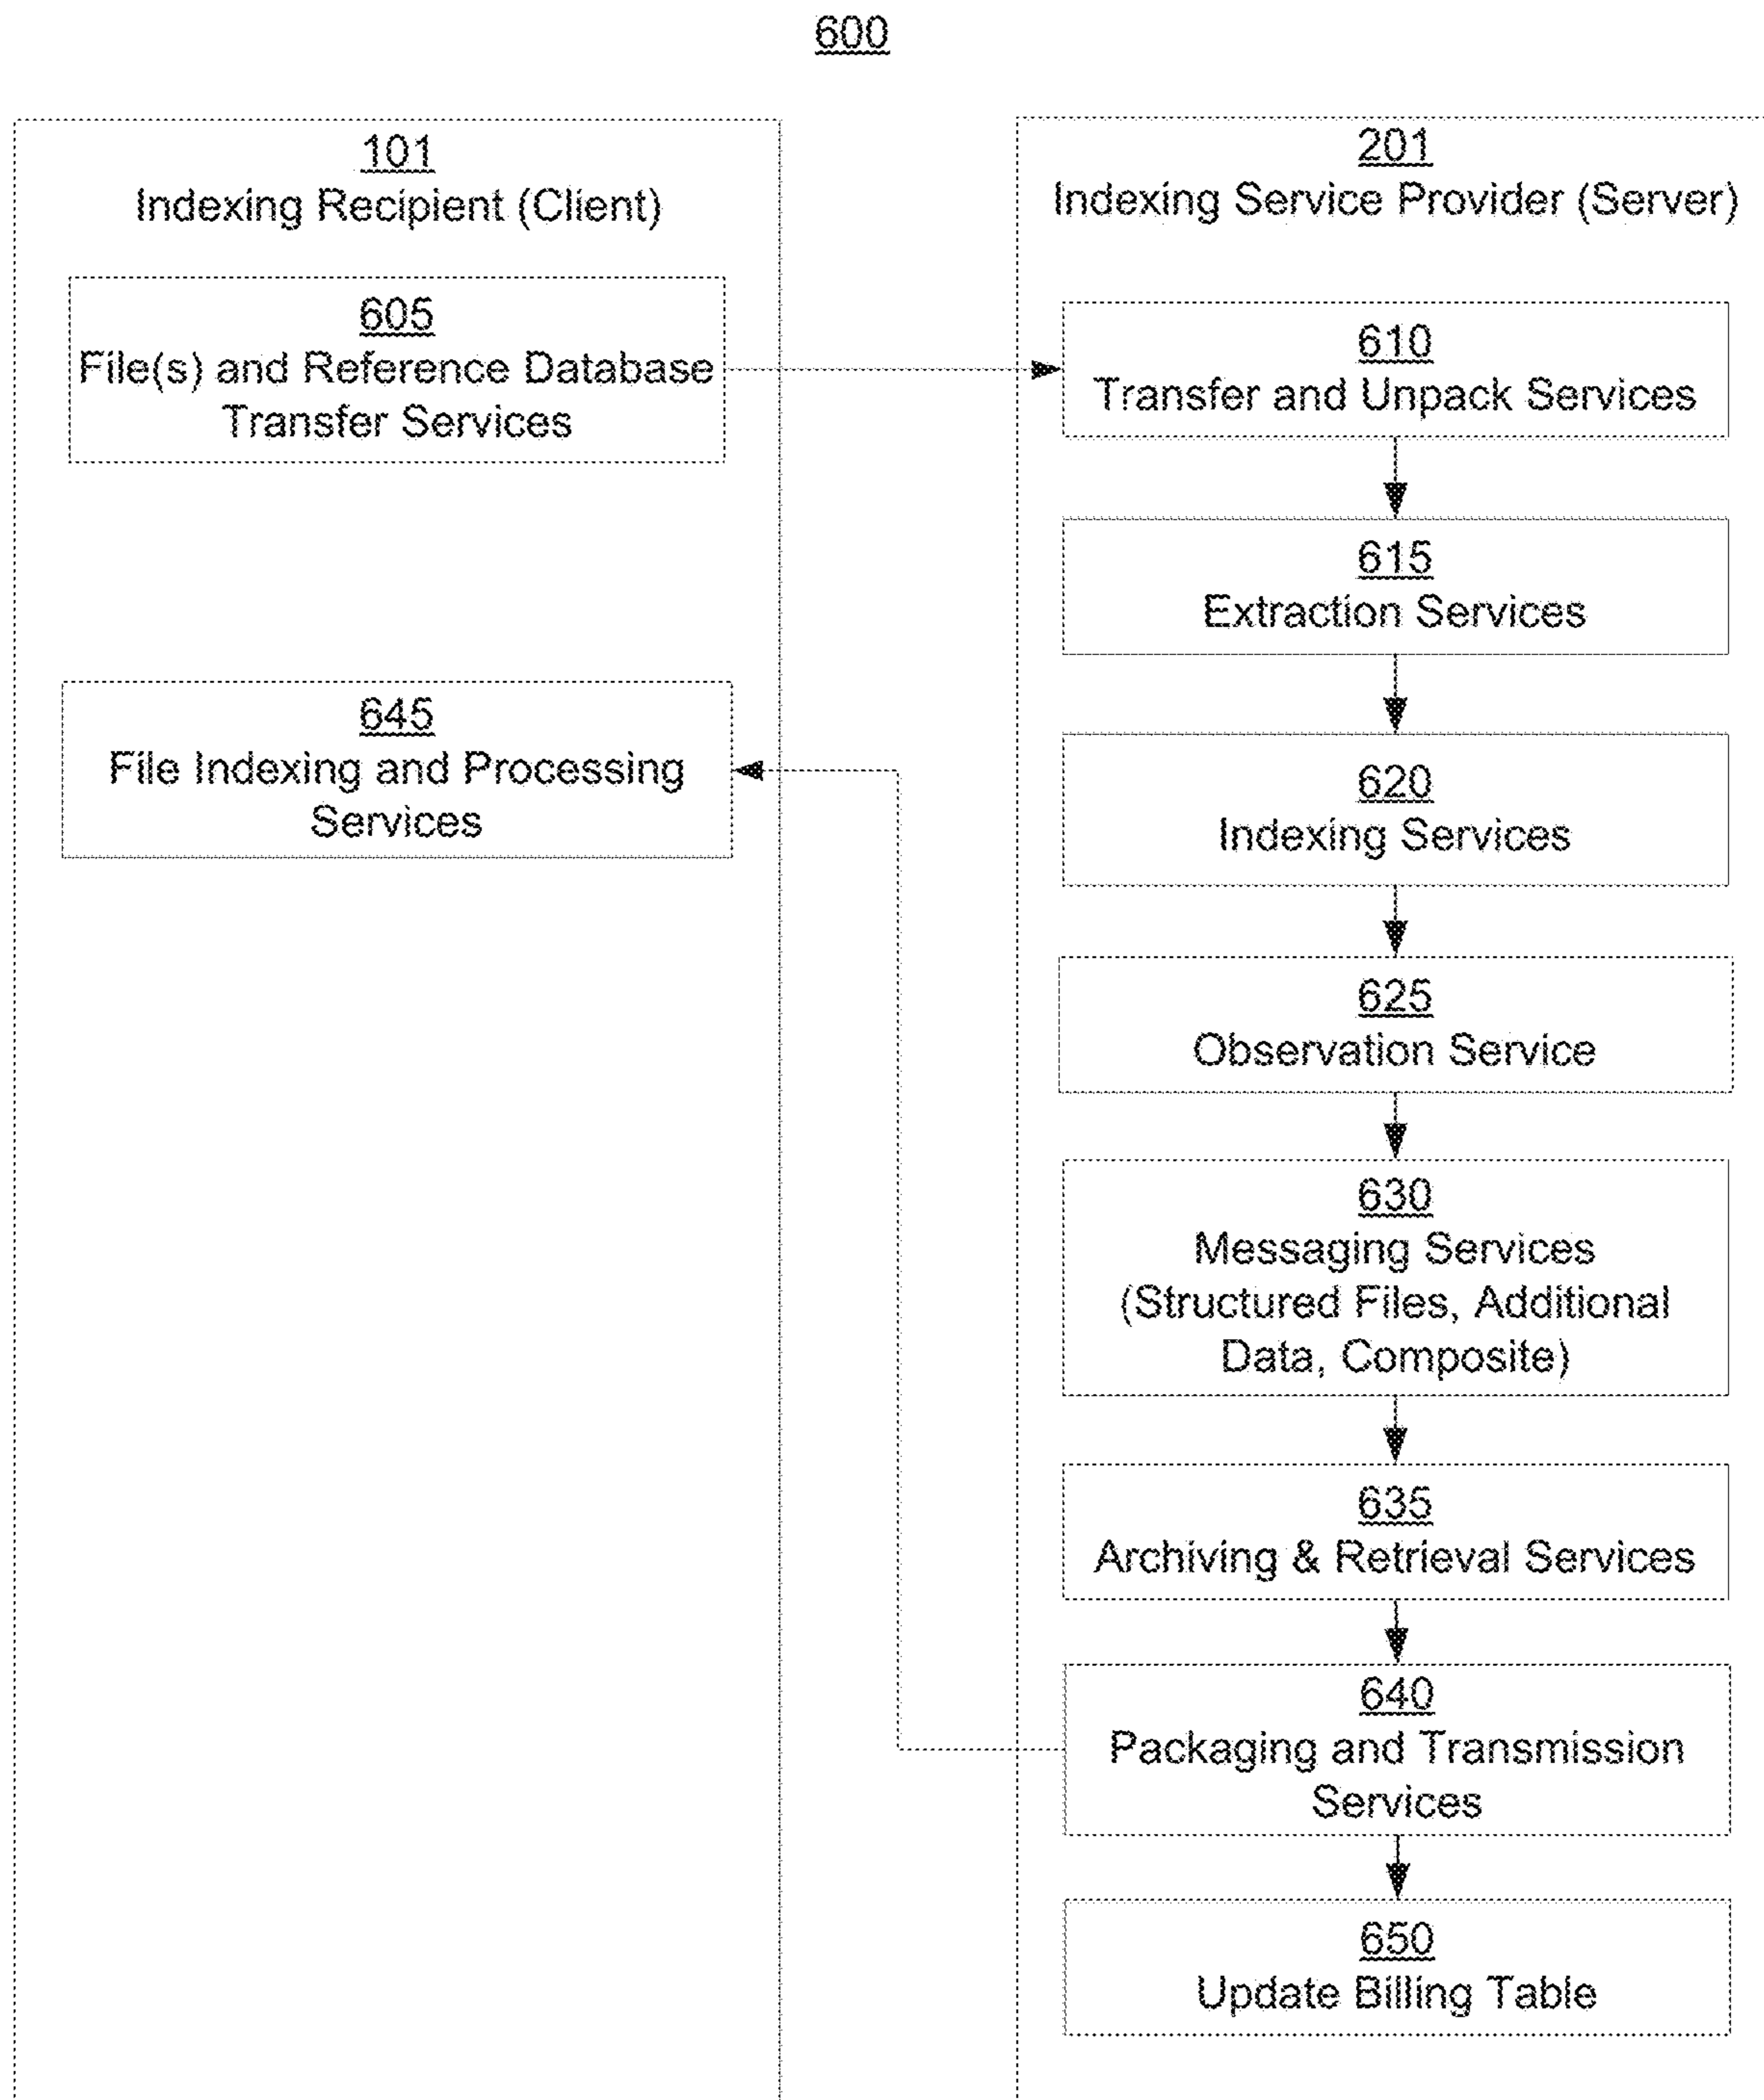 600
101
Indexing Recipient (Client)
605
File(s) and Reference Database
Transfer Services
645
File Indexing and Processing
Services
201
Indexing Service Provider (Server)
610
Transfer and Unpack Services
615
Extraction Services
620
Indexing Services
625
Observation Service
630
Messaging Services
(Structured Files, Additional
Data, Composite)
635
Archiving & Retrieval Services
640
Packaging and Transmission
Services
650
Update Billing Table